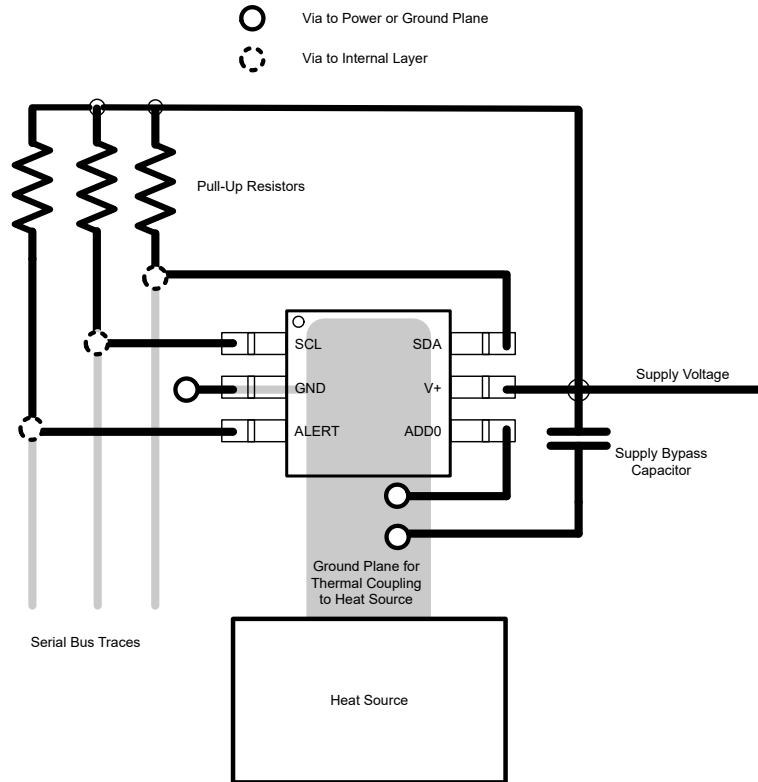 Via to Power or Ground Plane
Via to Internal Layer
Pull-Up Resistors
SCL
SDA
GND
V+
ALERT
ADD0
Supply Voltage
Supply Bypass
Capacitor
Ground Plane for
Thermal Coupling
to Heat Source
Serial Bus Traces
Heat Source